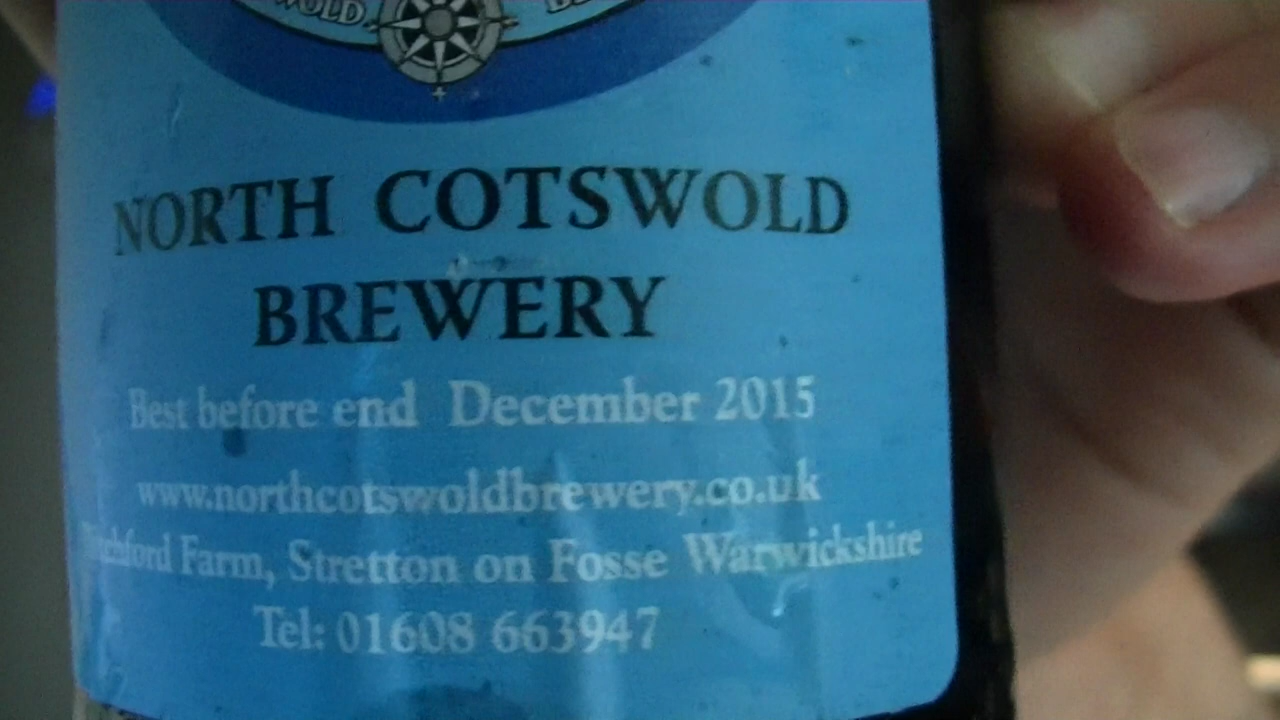 WOLD
NORTH COTSWOLD
BREWERY
Best before end December 2015
www.northcotswoldbrewery.co.uk
Farm, Stretton on Fosse Warwickshire
Tel: 01608 663947